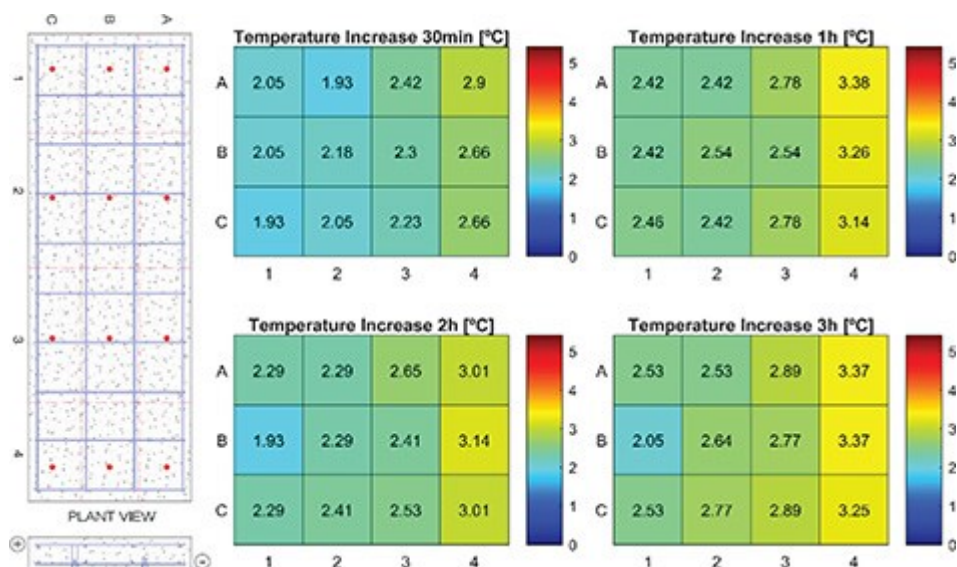 C B A
1
2
3
4
PLANT VIEW
+ -
Temperature Increase 30min [ºC]
A 2.05 1.93 2.42 2.9
B 2.05 2.18 2.3 2.66
C 1.93 2.05 2.23 2.66
1 2 3 4
5
4
3
2
1
0
Temperature Increase 1h [ºC]
A 2.42 2.42 2.78 3.38
B 2.42 2.54 2.54 3.26
C 2.46 2.42 2.78 3.14
1 2 3 4
5
4
3
2
1
0
Temperature Increase 2h [ºC]
A 2.29 2.29 2.65 3.01
B 1.93 2.29 2.41 3.14
C 2.29 2.41 2.53 3.01
1 2 3 4
5
4
3
2
1
0
Temperature Increase 3h [ºC]
A 2.53 2.53 2.89 3.37
B 2.05 2.64 2.77 3.37
C 2.53 2.77 2.89 3.25
1 2 3 4
5
4
3
2
1
0